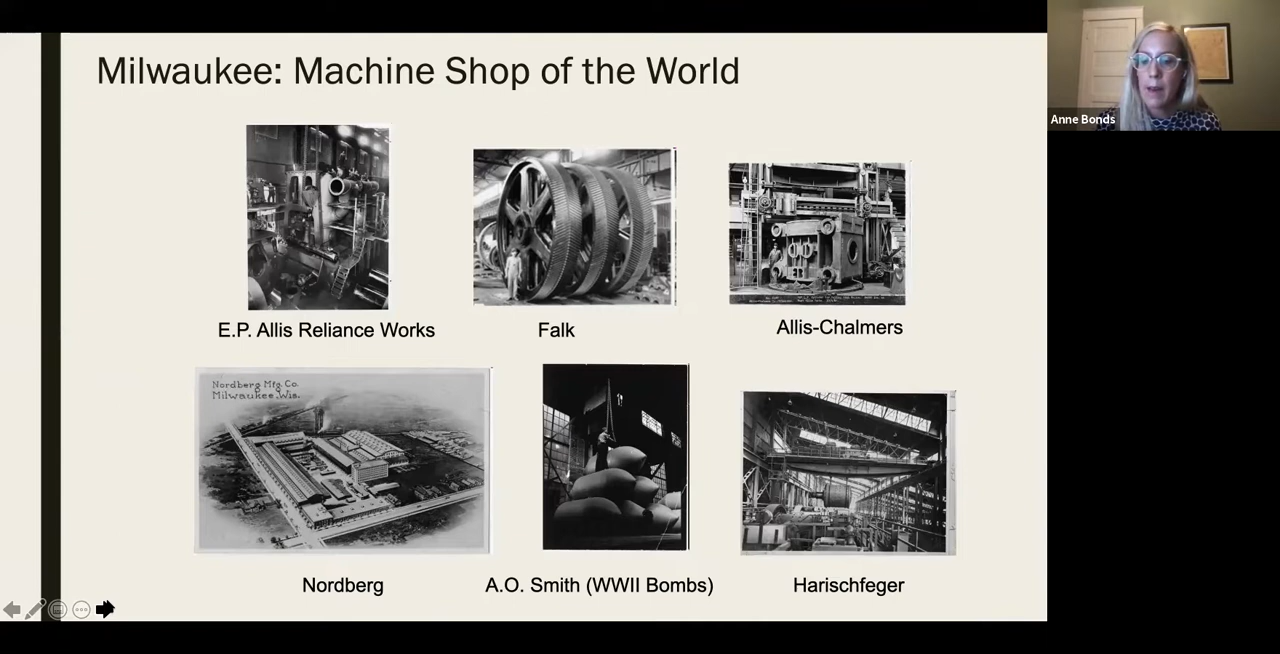 Milwaukee: Machine Shop of the World
Anne Bonds
E.P. Allis Reliance Works
Falk
Allis-Chalmers
Nordberg Mfg. Co.
Milwaukee, Wis.
Nordberg
A.O. Smith (WWII Bombs)
Harischfeger